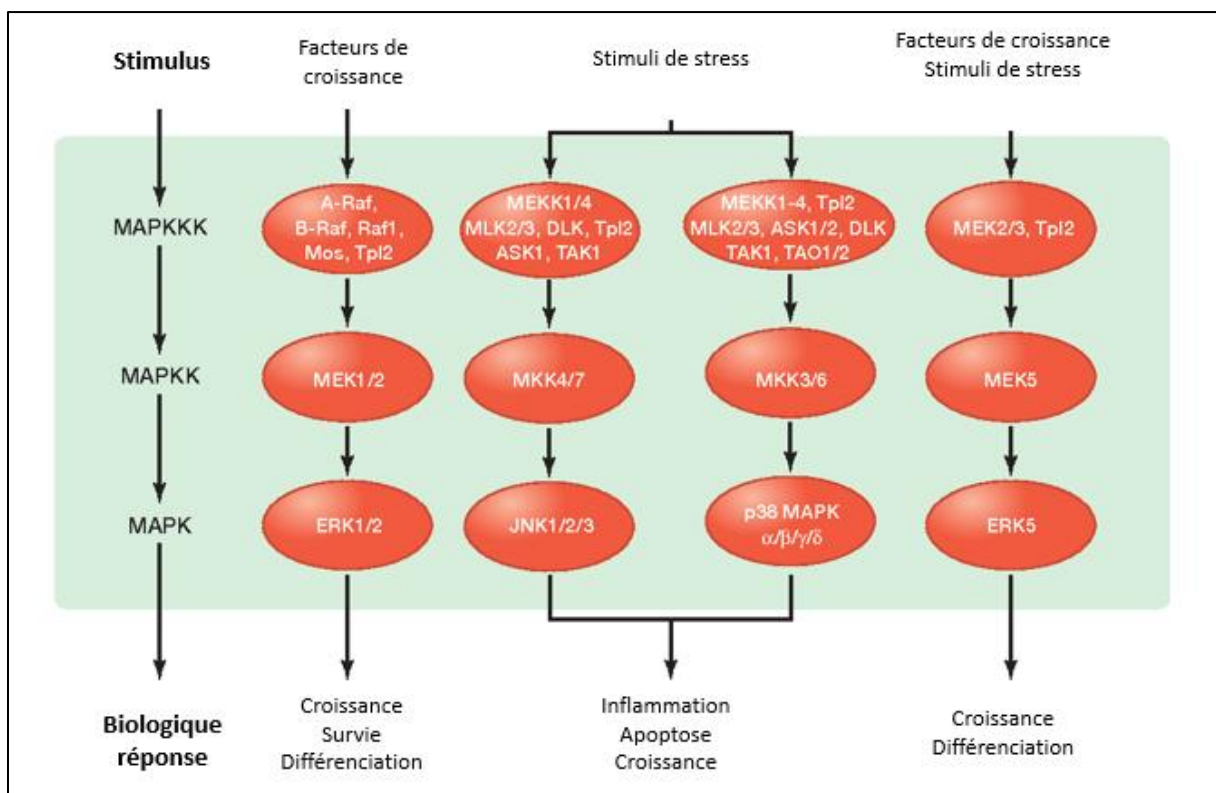 Stimulus
Facteurs de
croissance
Stimuli de stress
Facteurs de croissance
Stimuli de stress
MAPKKK
A-Raf,
B-Raf, Raf1,
Mos, Tpl2
MEKK1/4
MLK2/3, DLK, Tpl2
ASK1, TAK1
MEKK1-4, Tpl2
MLK2/3, ASK1/2, DLK
TAK1, TAO1/2
MEK2/3, Tpl2
MAPKK
MEK1/2
MKK4/7
MKK3/6
MEK5
MAPK
ERK1/2
JNK1/2/3
p38 MAPK
α/β/γ/δ
ERK5
Biologique
réponse
Croissance
Survie
Différenciation
Inflammation
Apoptose
Croissance
Croissance
Différenciation